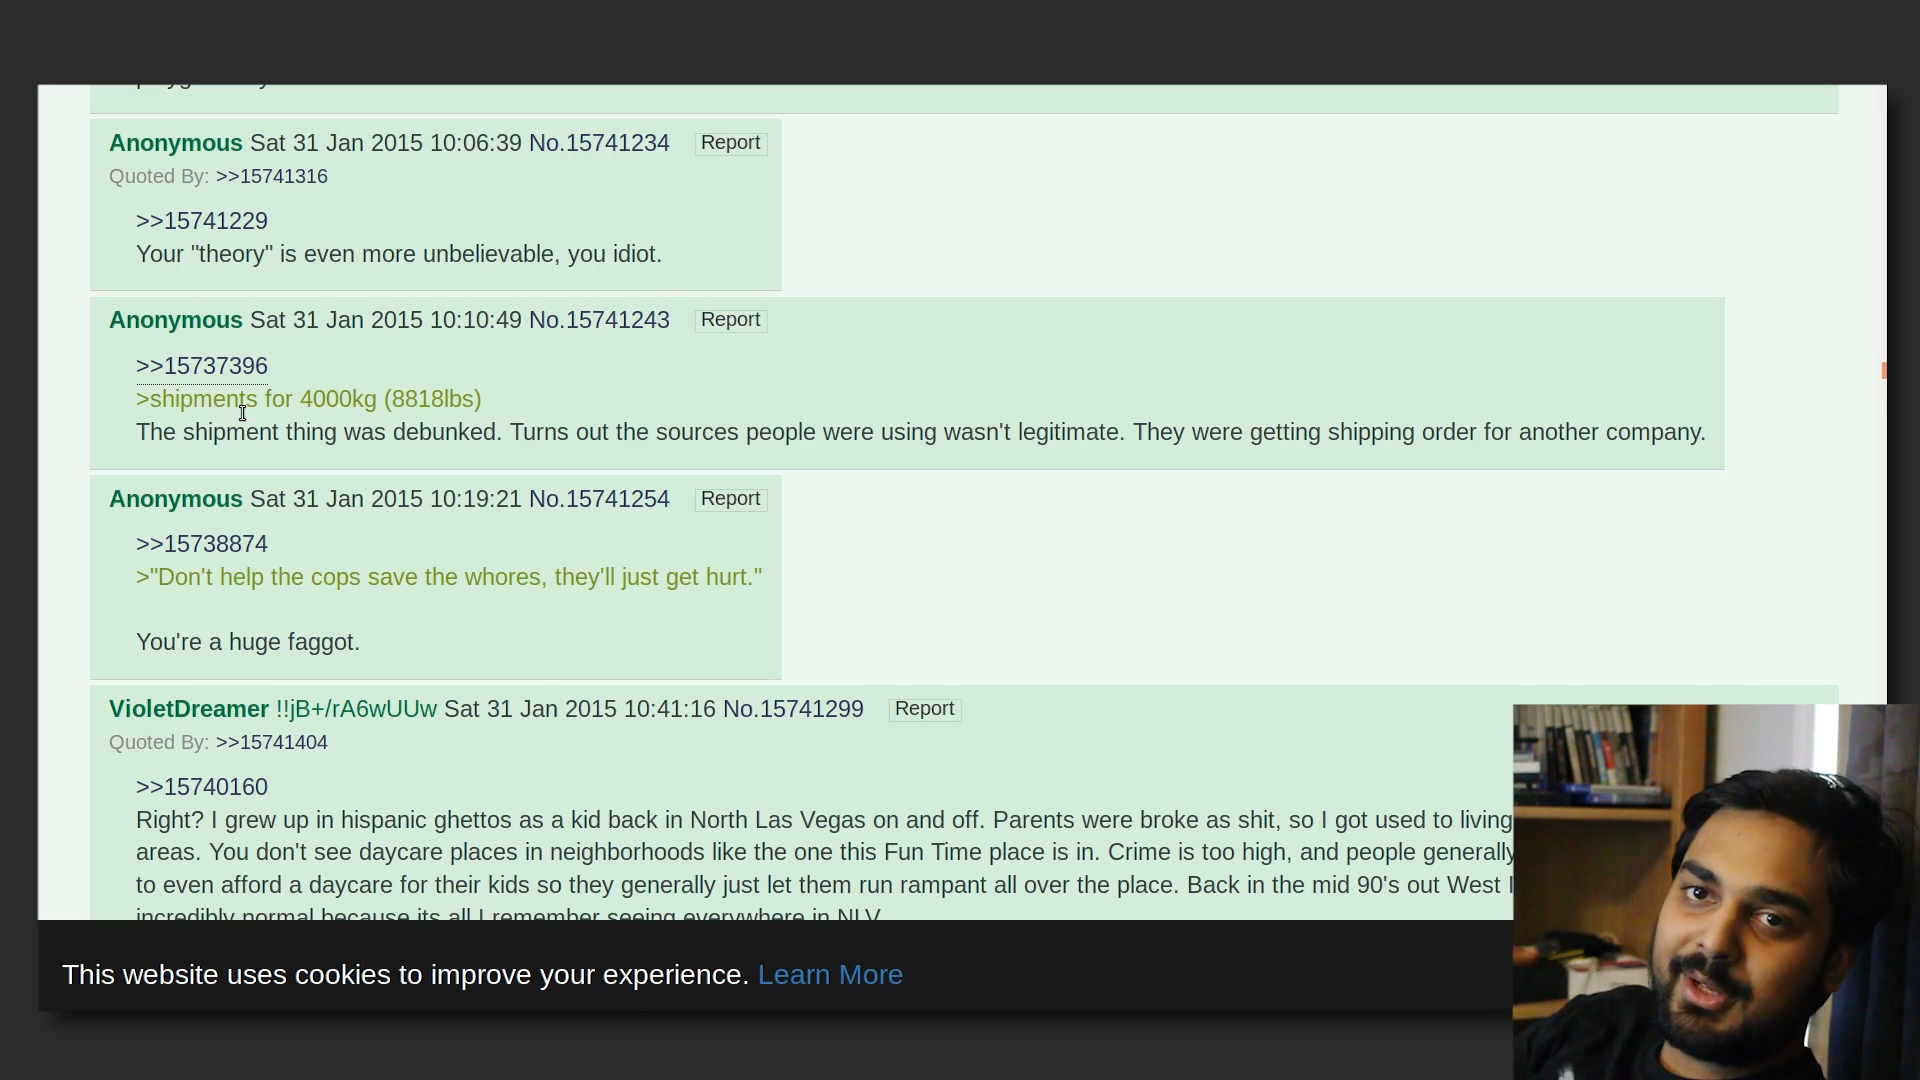 Anonymous Sat 31 Jan 2015 10:06:39 No.15741234 Report
Quoted By: >>15741316
>>15741229
Your "theory" is even more unbelievable, you idiot.
Anonymous Sat 31 Jan 2015 10:10:49 No.15741243 Report
>>15737396
>shipments for 4000kg (8818lbs)
The shipment thing was debunked. Turns out the sources people were using wasn't legitimate. They were getting shipping order for another company.
Anonymous Sat 31 Jan 2015 10:19:21 No.15741254 Report
>>15738874
>"Don't help the cops save the whores, they'll just get hurt."
You're a huge faggot.
VioletDreamer !!jB+/rA6wUUw Sat 31 Jan 2015 10:41:16 No.15741299 Report
Quoted By: >>15741404
>>15740160
Right? I grew up in hispanic ghettos as a kid back in North Las Vegas on and off. Parents were broke as shit, so I got used to living
areas. You don't see daycare places in neighborhoods like the one this Fun Time place is in. Crime is too high, and people generally
to even afford a daycare for their kids so they generally just let them run rampant all over the place. Back in the mid 90's out West
incredibly normal because its all I remember seeing everywhere in NLV
This website uses cookies to improve your experience. Learn More